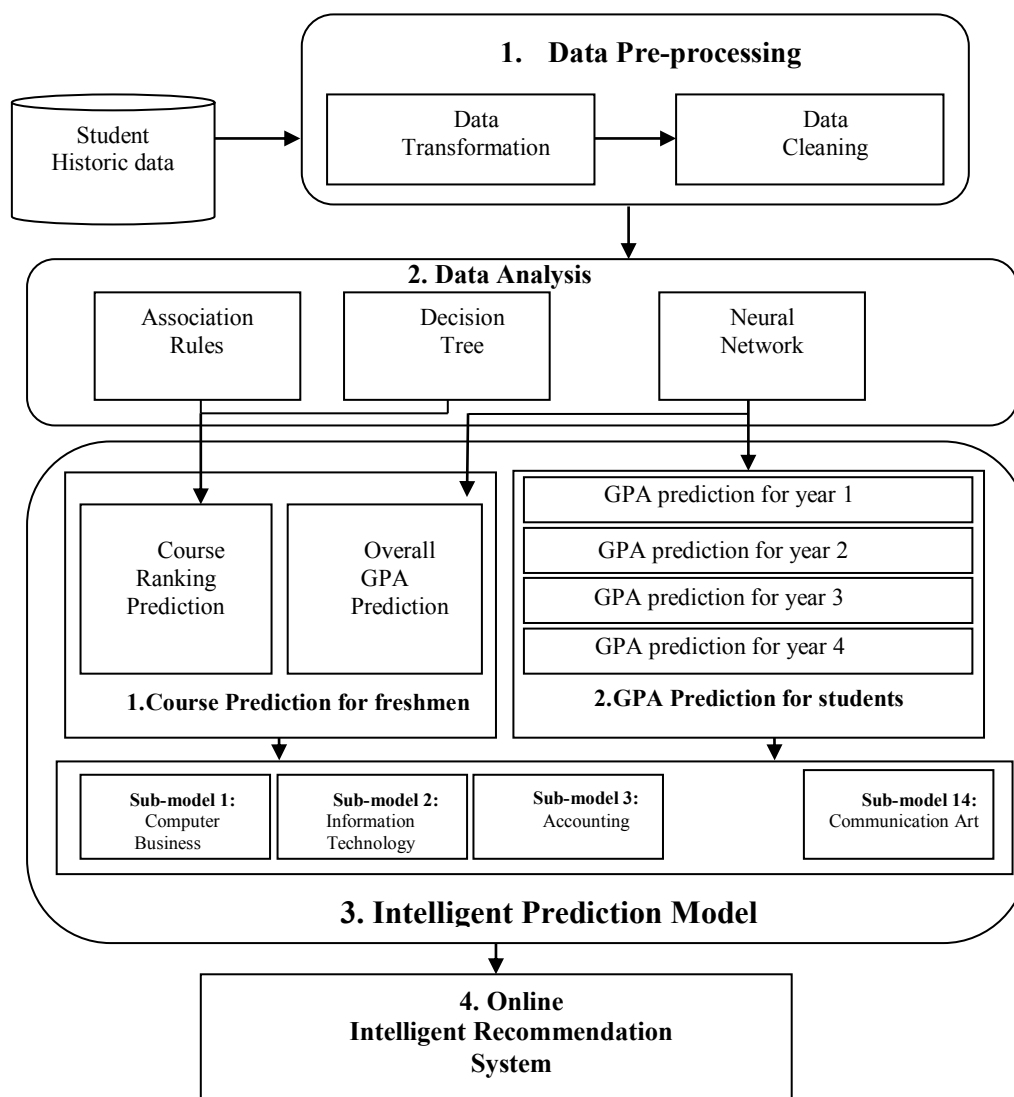 1. Data Pre-processing
Student
Historic data
Data
Transformation
Data
Cleaning
2. Data Analysis
Association
Rules
Decision
Tree
Neural
Network
Course
Ranking
Prediction
Overall
GPA
Prediction
1.Course Prediction for freshmen
GPA prediction for year 1
GPA prediction for year 2
GPA prediction for year 3
GPA prediction for year 4
2.GPA Prediction for students
Sub-model 1:
Computer
Business
Sub-model 2:
Information
Technology
Sub-model 3:
Accounting
Sub-model 14:
Communication Art
3. Intelligent Prediction Model
4. Online
Intelligent Recommendation
System